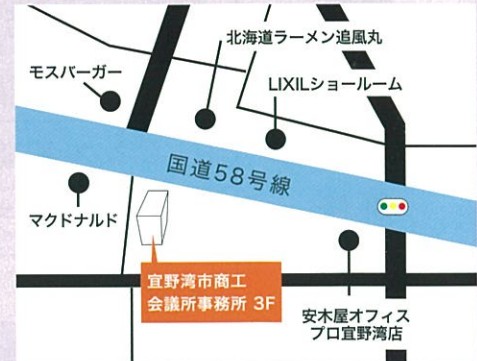 北海道ラーメン追風丸
モスバーガー
LIXILショールーム
国道58号線
マクドナルド
宜野湾市商工
会議所事務所 3F
安木屋オフィス
プロ宜野湾店